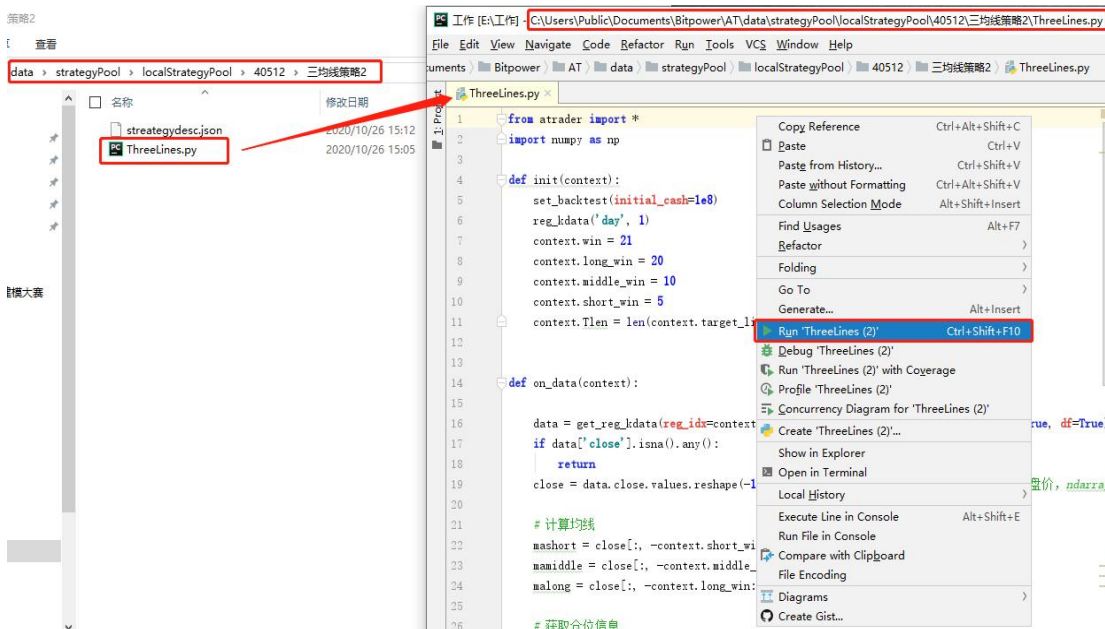 策略2
查看
data › strategyPool › localStrategyPool › 40512 › 三均线策略2
名称
修改日期
streategydesc.json
2020/10/26 15:12
ThreeLines.py
2020/10/26 15:05
建模大赛
工作 [E:\工作] - C:\Users\Public\Documents\Bitpower\AT\data\strategyPool\localStrategyPool\40512\三均线策略2\ThreeLines.py
File Edit View Navigate Code Refactor Run Tools VCS Window Help
cuments › Bitpower › AT › data › strategyPool › localStrategyPool › 40512 › 三均线策略2 › ThreeLines.py
ThreeLines.py ×
1: Project
1 from atrader import *
2 import numpy as np
3
4 def init(context):
5 set_backtest(initial_cash=1e8)
6 reg_kdata('day', 1)
7 context.win = 21
8 context.long_win = 20
9 context.middle_win = 10
10 context.short_win = 5
11 context.Tlen = len(context.target_li
12
13
14 def on_data(context):
15
16 data = get_reg_kdata(reg_idx=context rue, df=True
17 if data['close'].isna().any():
18 return
19 close = data.close.values.reshape(-1 盘价，ndarra
20
21 # 计算均线
22 mashort = close[:, -context.short_wi
23 mamiddle = close[:, -context.middle_
24 malong = close[:, -context.long_win:
25
26 # 获取仓位信息
Copy Reference Ctrl+Alt+Shift+C
Paste Ctrl+V
Paste from History... Ctrl+Shift+V
Paste without Formatting Ctrl+Alt+Shift+V
Column Selection Mode Alt+Shift+Insert
Find Usages Alt+F7
Refactor
Folding
Go To
Generate... Alt+Insert
Run 'ThreeLines (2)' Ctrl+Shift+F10
Debug 'ThreeLines (2)'
Run 'ThreeLines (2)' with Coverage
Profile 'ThreeLines (2)'
Concurrency Diagram for 'ThreeLines (2)'
Create 'ThreeLines (2)'...
Show in Explorer
Open in Terminal
Local History
Execute Line in Console Alt+Shift+E
Run File in Console
Compare with Clipboard
File Encoding
Diagrams
Create Gist...